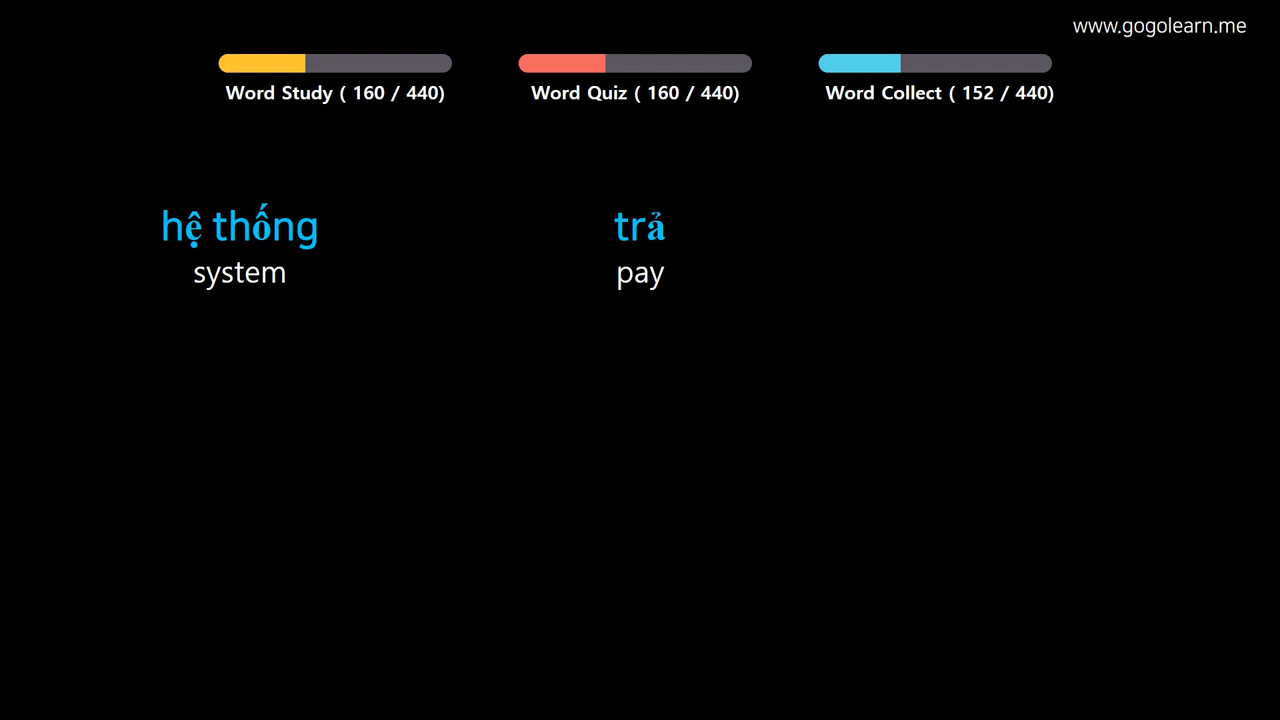 www.gogolearn.me
Word Study ( 160 / 440)
Word Quiz ( 160 / 440)
Word Collect ( 152 / 440)
hệ thống
system
trả
pay